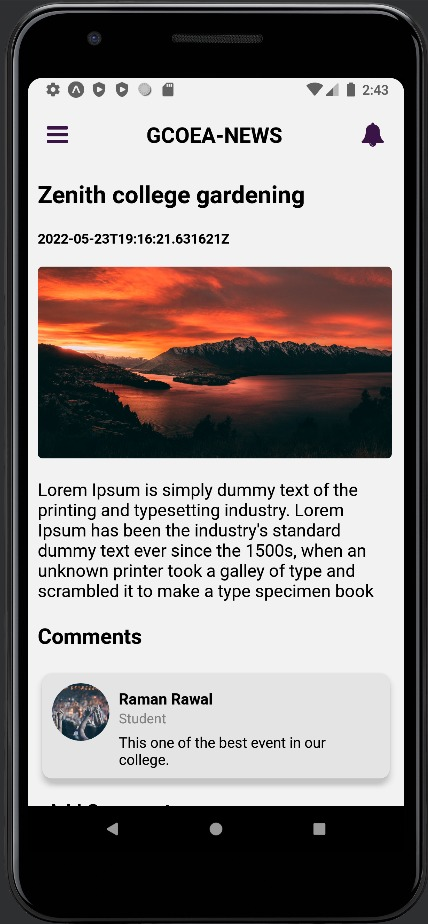 2:43
GCOEA-NEWS
Zenith college gardening
2022-05-23T19:16:21.631621Z
Lorem Ipsum is simply dummy text of the
printing and typesetting industry. Lorem
Ipsum has been the industry's standard
dummy text ever since the 1500s, when an
unknown printer took a galley of type and
scrambled it to make a type specimen book
Comments
Raman Rawal
Student
This one of the best event in our
college.